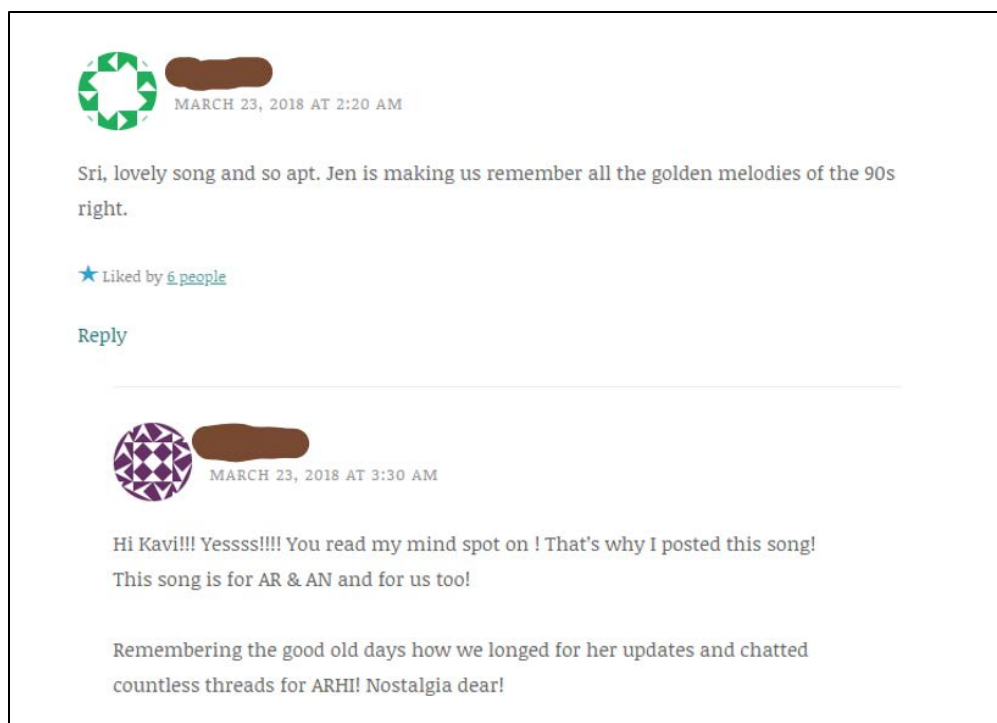 MARCH 23, 2018 AT 2:20 AM
Sri, lovely song and so apt. Jen is making us remember all the golden melodies of the 90s
right.
Liked by 6 people
Reply
MARCH 23, 2018 AT 3:30 AM
Hi Kavi!!! Yessss!!!! You read my mind spot on ! That’s why I posted this song!
This song is for AR & AN and for us too!
Remembering the good old days how we longed for her updates and chatted
countless threads for ARHI! Nostalgia dear!